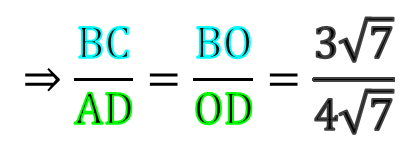 ⇒ BC/AD = BO/OD = 3√7/4√7